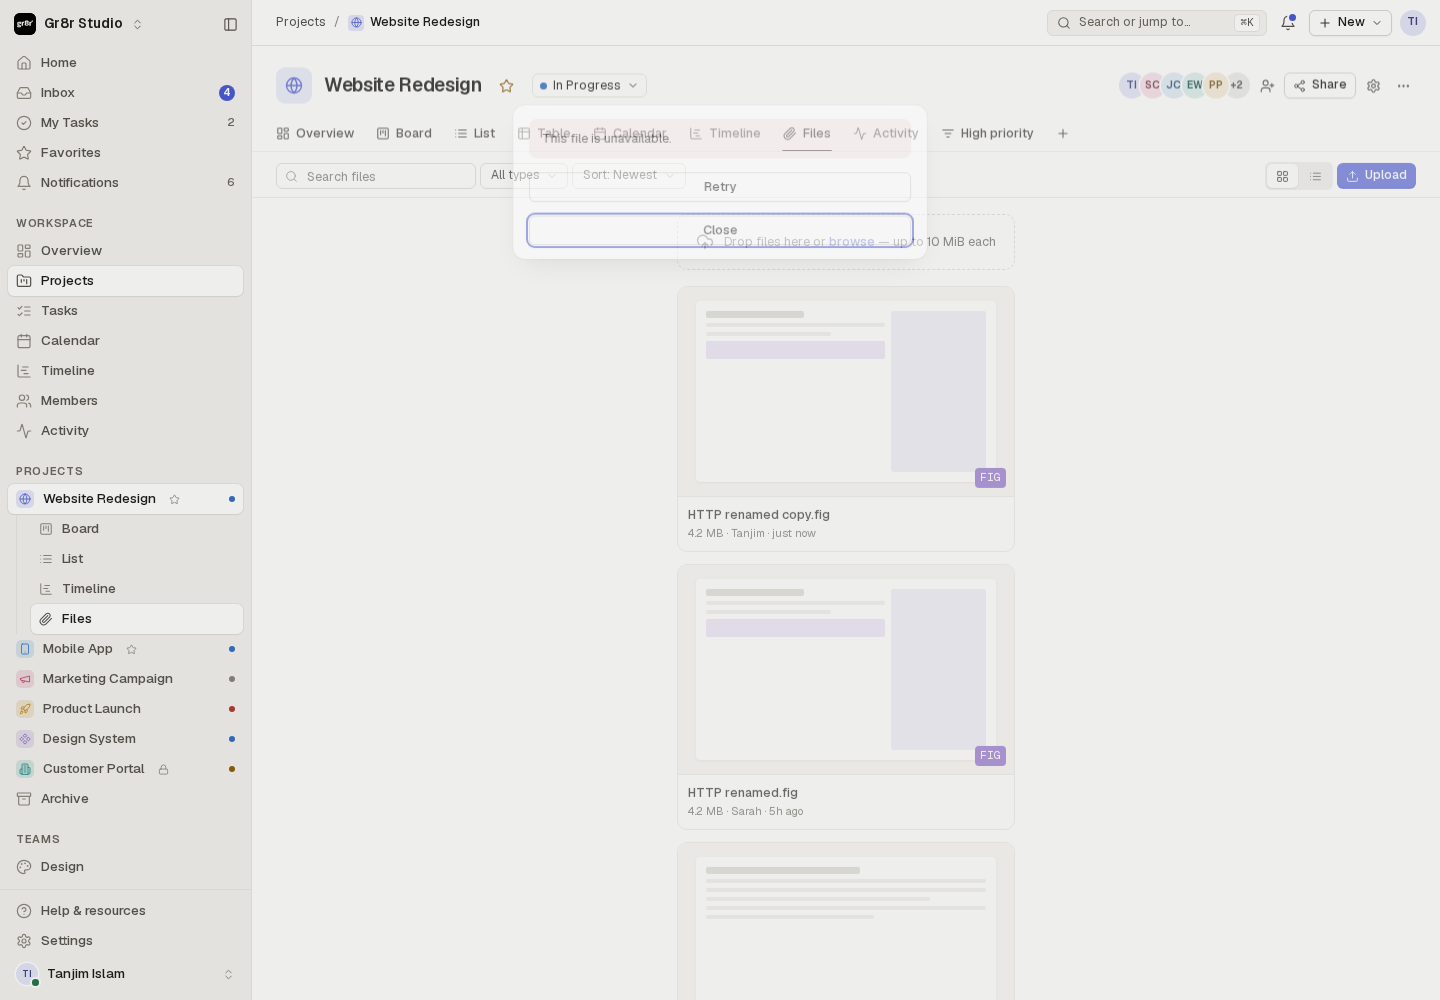 gr8r
Gr8r Studio
Home
Inbox
4
My Tasks
2
Favorites
Notifications
6
WORKSPACE
Overview
Projects
Tasks
Calendar
Timeline
Members
Activity
PROJECTS
Website Redesign
Board
List
Timeline
Files
Mobile App
Marketing Campaign
Product Launch
Design System
Customer Portal
Archive
TEAMS
Design
Help & resources
Settings
TI
Tanjim Islam
Projects / Website Redesign
Search or jump to...
⌘K
New
TI
Website Redesign
In Progress
TI SC JC EW PP +2
Share
Overview
Board
List
Table
Calendar
Timeline
Files
Activity
High priority
This file is unavailable.
Search files
All types
Sort: Newest
Upload
Retry
Close
Drop files here or browse — up to 10 MiB each
FIG
HTTP renamed copy.fig
4.2 MB · Tanjim · just now
FIG
HTTP renamed.fig
4.2 MB · Sarah · 5h ago